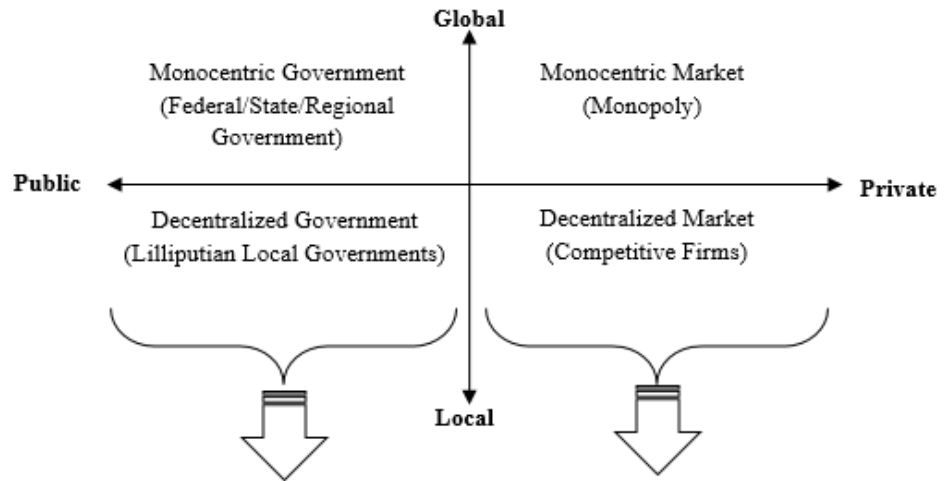 Global
Monocentric Government
(Federal/State/Regional
Government)
Monocentric Market
(Monopoly)
Public
Private
Decentralized Government
(Lilliputian Local Governments)
Decentralized Market
(Competitive Firms)
Local